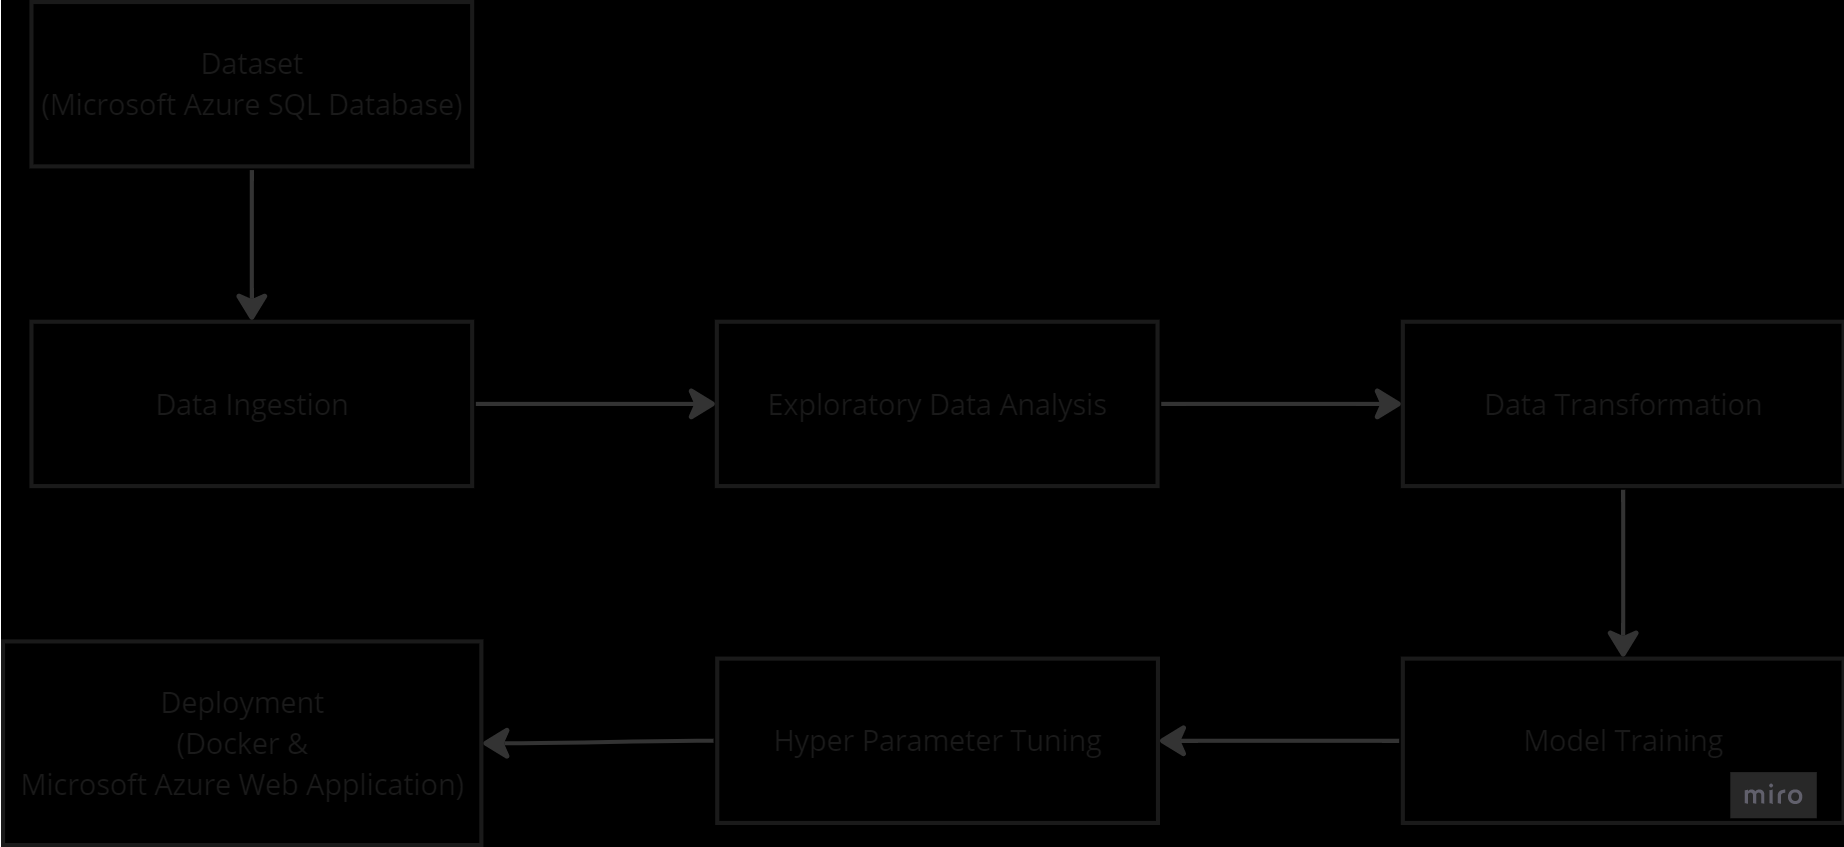 Dataset
(Microsoft Azure SQL Database)
Data Ingestion
Exploratory Data Analysis
Data Transformation
Deployment
(Docker &
Microsoft Azure Web Application)
Hyper Parameter Tuning
Model Training
miro